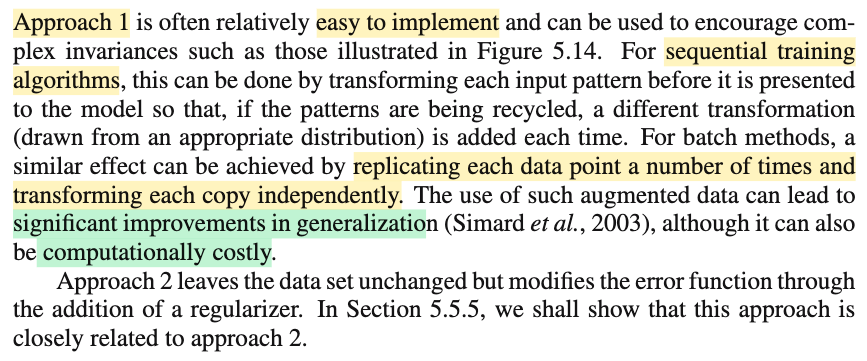 Approach 1 is often relatively easy to implement and can be used to encourage com-
plex invariances such as those illustrated in Figure 5.14. For sequential training
algorithms, this can be done by transforming each input pattern before it is presented
to the model so that, if the patterns are being recycled, a different transformation
(drawn from an appropriate distribution) is added each time. For batch methods, a
similar effect can be achieved by replicating each data point a number of times and
transforming each copy independently. The use of such augmented data can lead to
significant improvements in generalization (Simard et al., 2003), although it can also
be computationally costly.
Approach 2 leaves the data set unchanged but modifies the error function through
the addition of a regularizer. In Section 5.5.5, we shall show that this approach is
closely related to approach 2.